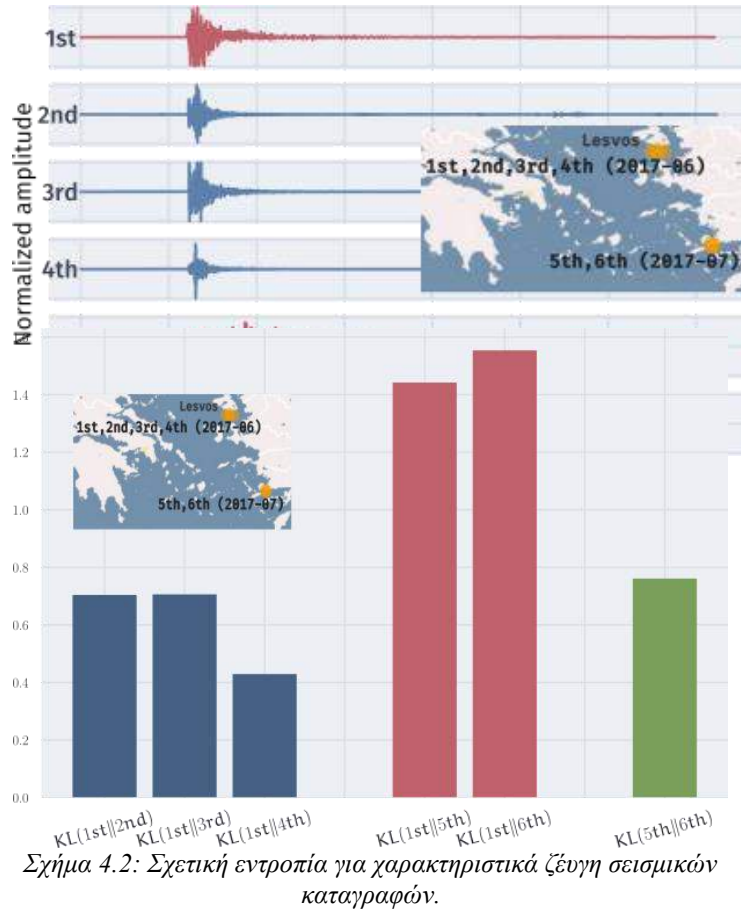 1st
2nd
3rd
4th
Normalized amplitude
Lesvos
1st,2nd,3rd,4th (2017-06)
5th,6th (2017-07)
1.4
1.2
1.0
0.8
0.6
0.4
0.2
0.0
Lesvos
1st,2nd,3rd,4th (2017-06)
5th,6th (2017-07)
KL(1st||2nd)
KL(1st||3rd)
KL(1st||4th)
KL(1st||5th)
KL(1st||6th)
KL(5th||6th)
Σχήμα 4.2: Σχετική εντροπία για χαρακτηριστικά ζεύγη σεισμικών
καταγραφών.